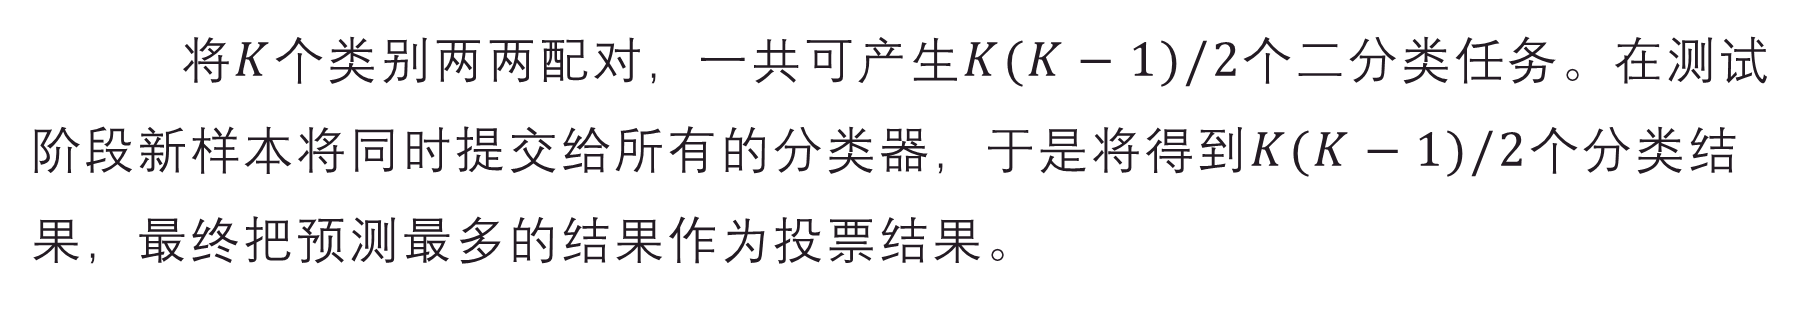 将K个类别两两配对，一共可产生K(K − 1)/2个二分类任务。在测试
阶段新样本将同时提交给所有的分类器，于是将得到K(K − 1)/2个分类结
果，最终把预测最多的结果作为投票结果。